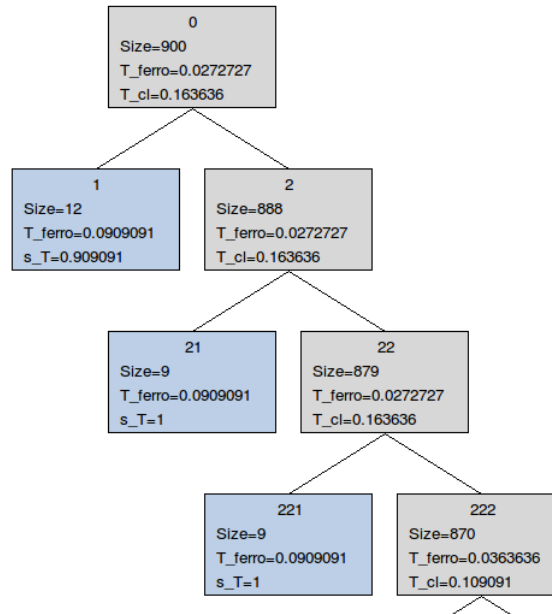 0
Size=900
T_ferro=0.0272727
T_cl=0.163636
1
Size=12
T_ferro=0.0909091
s_T=0.909091
2
Size=888
T_ferro=0.0272727
T_cl=0.163636
21
Size=9
T_ferro=0.0909091
s_T=1
22
Size=879
T_ferro=0.0272727
T_cl=0.163636
221
Size=9
T_ferro=0.0909091
s_T=1
222
Size=870
T_ferro=0.0363636
T_cl=0.109091